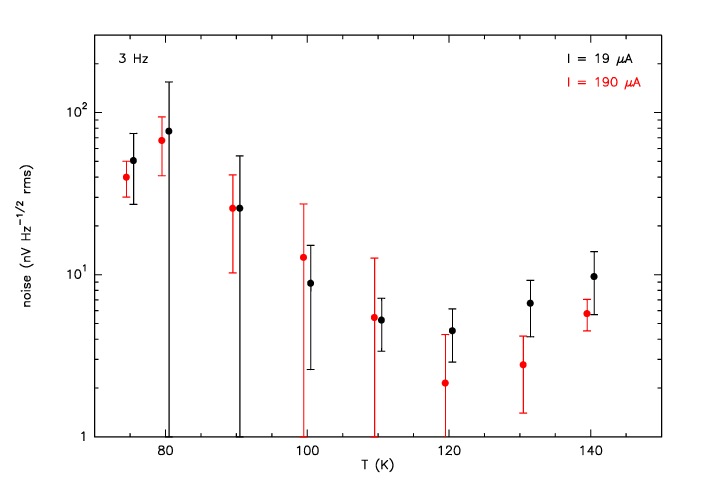 3 Hz
I = 19 μA
I = 190 μA
noise (nV Hz⁻¹/² rms)
10²
10¹
1
80
100
120
140
T (K)